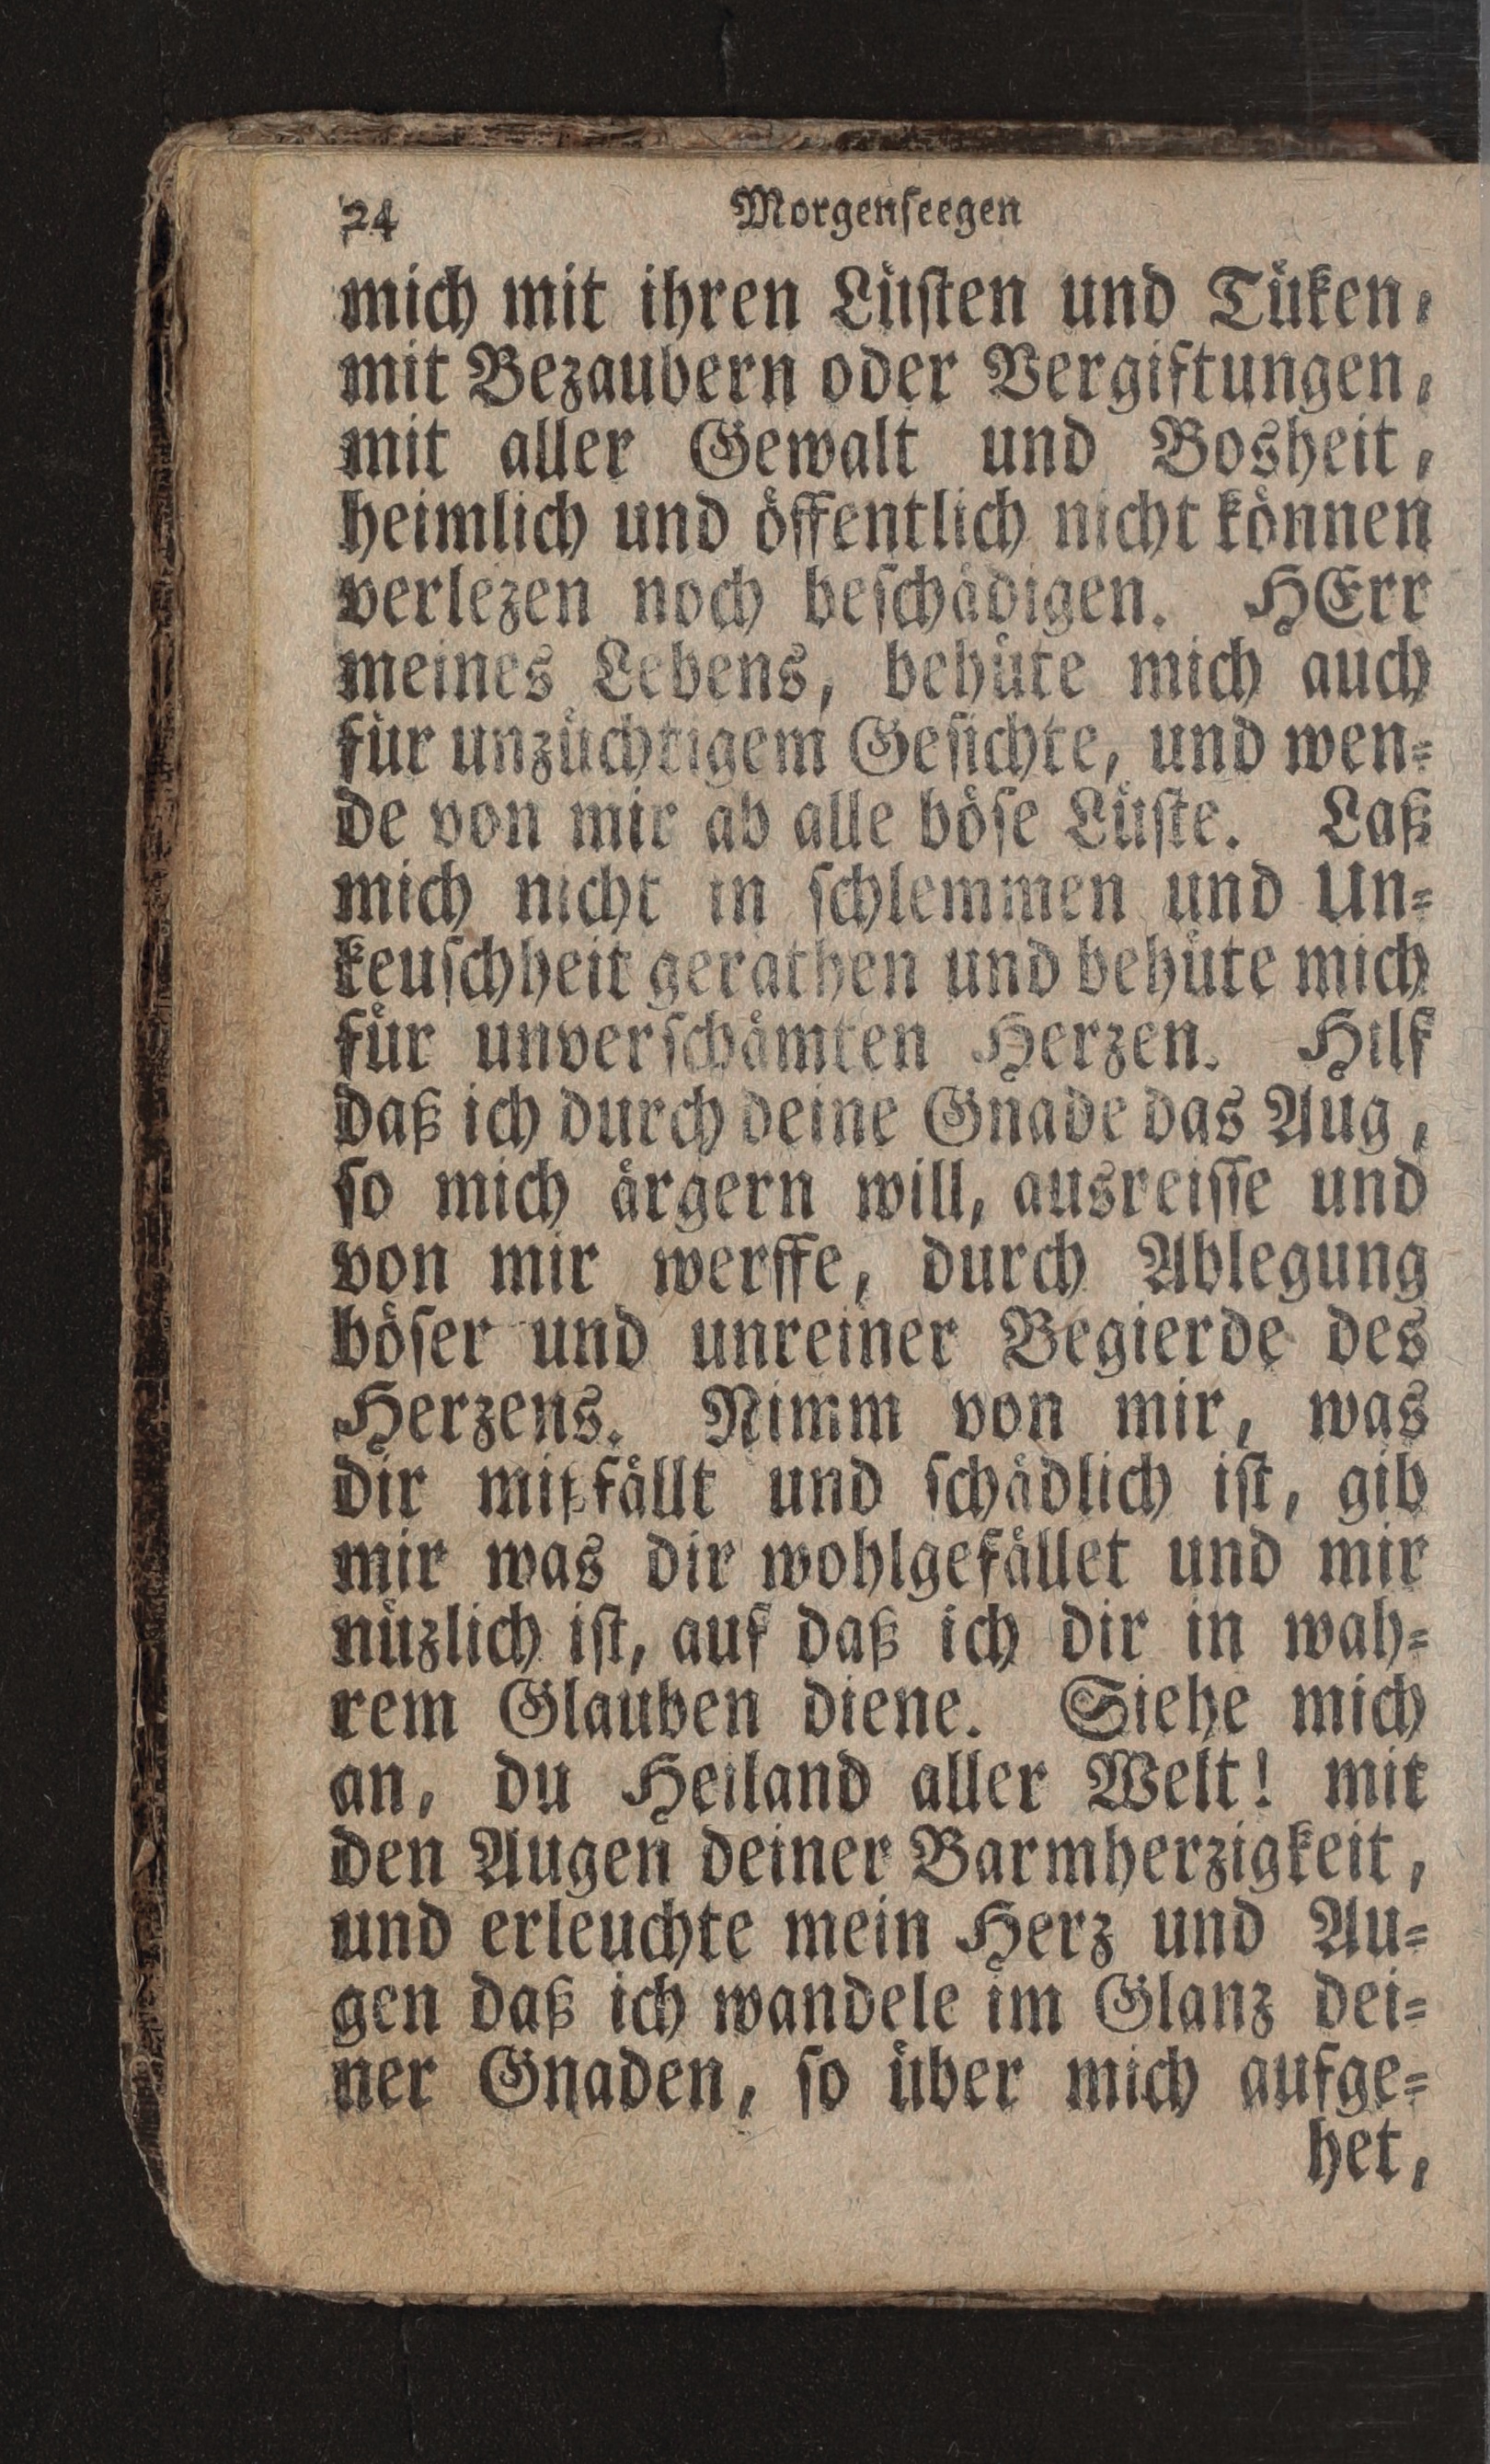 24 Morgenseegen
mich mit ihren Lüsten und Tüken,
mit Bezaubern oder Vergiftungen,
mit aller Gewalt und Bosheit,
heimlich und öffentlich nicht können
verlezen noch beschädigen. HErr
meines Lebens, behüte mich auch
für unzüchtigem Gesichte, und wen⸗
de von mir ab alle böse Lüste. Laß
mich nicht in schlemmen und Un⸗
keuschheit gerathen und behüte mich
für unverschämten Herzen. Hilf
daß ich durch deine Gnade das Aug,
so mich ärgern will, ausreisse und
von mir werffe, durch Ablegung
böser und unreiner Begierde des
Herzens. Nimm von mir, was
dir mißfällt und schädlich ist, gib
mir was dir wohlgefället und mir
nüzlich ist, auf daß ich dir in wah⸗
rem Glauben diene. Siehe mich
an, du Heiland aller Welt! mit
den Augen deiner Barmherzigkeit,
und erleuchte mein Herz und Au⸗
gen daß ich wandele im Glanz dei⸗
ner Gnaden, so über mich aufge⸗
het,